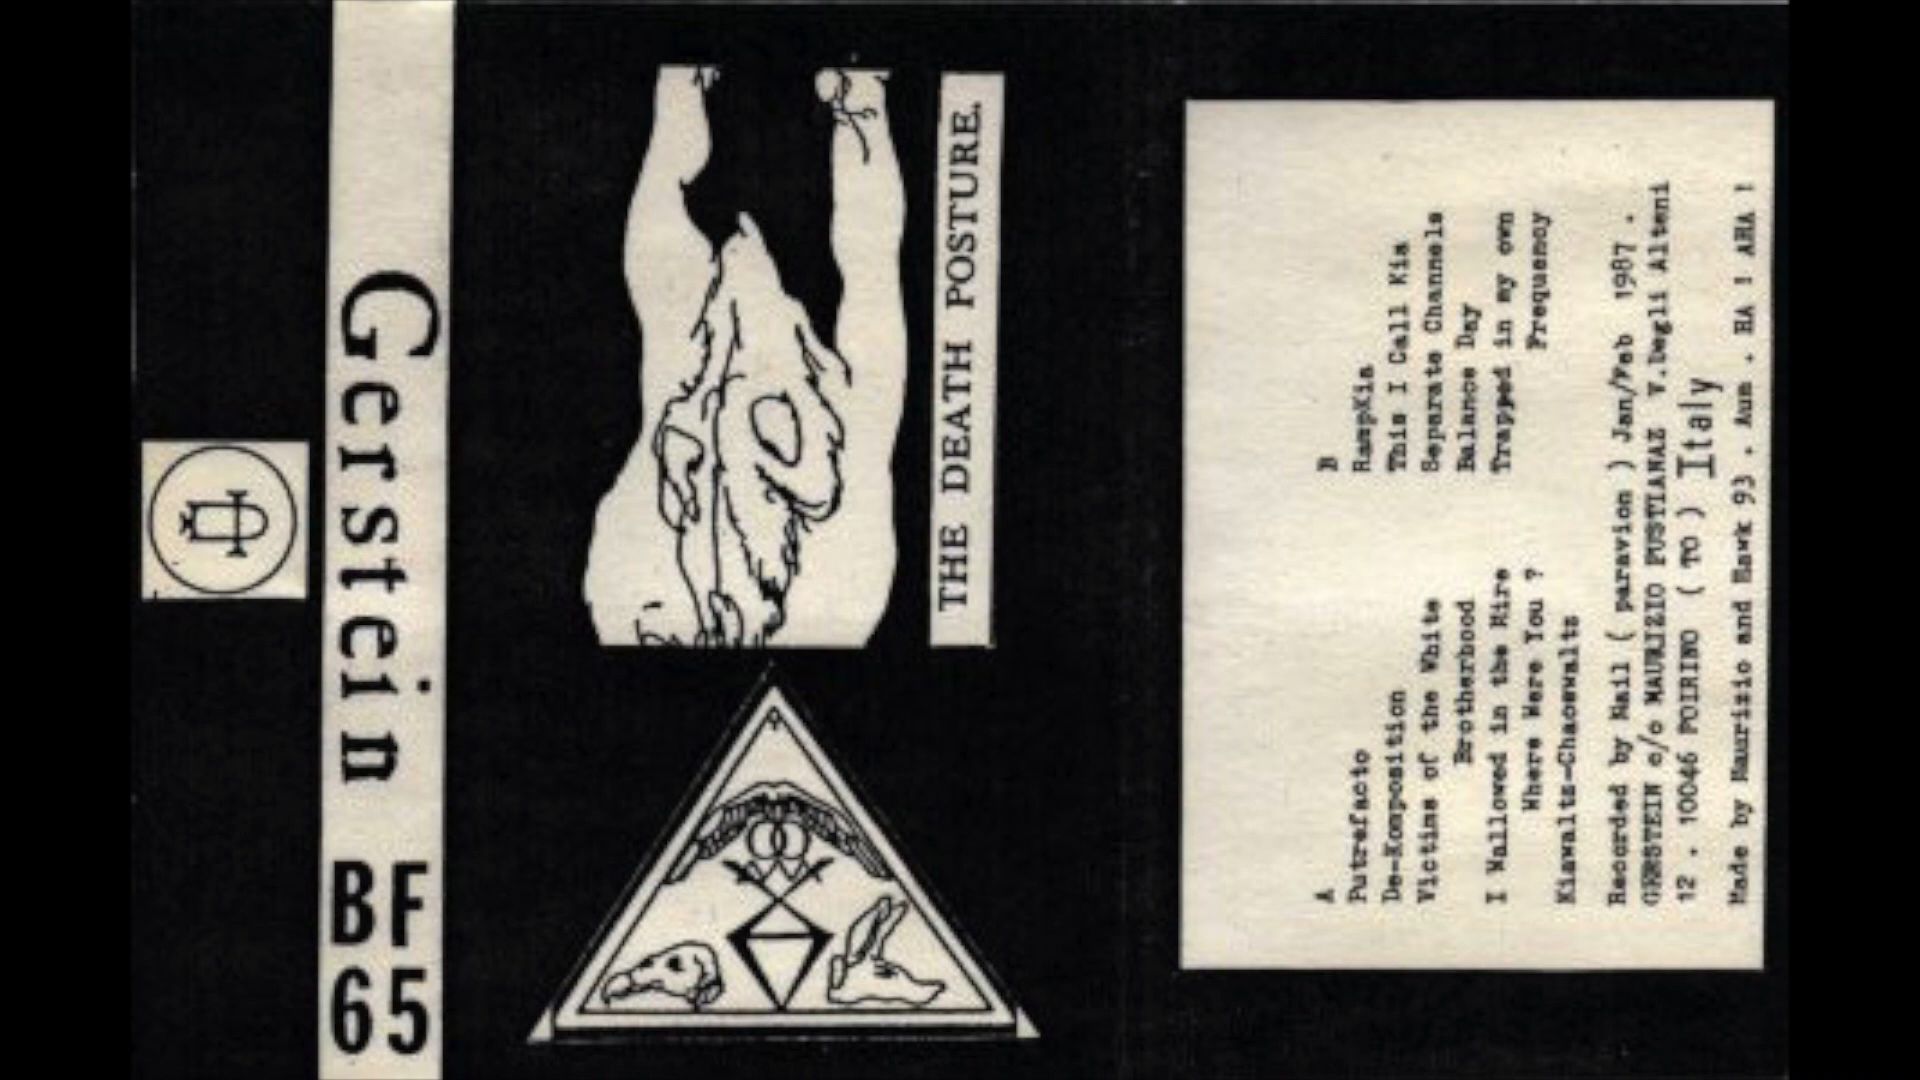 Gerstein
BF
65
THE DEATH POSTURE.
A
Putrefacto
De-Komposition
Victims of the White
Brotherbood
I Wallowed in the Mire
Where Were You ?
Kiawaltz-Chaoswaltz
B
RampKia
This I Call Kia
Separate Channels
Balance Day
Trapped in my own
Frequency
Recorded by Mail ( paravion ) Jan/Feb 1987 .
GERSTEIN c/o MAURIZIO PUSTIANAZ V.Degli Alteni
12 . 10046 POIRINO ( TO ) Italy
Made by Maurizio and Hawk 93 . Aum . HA ! AHA !